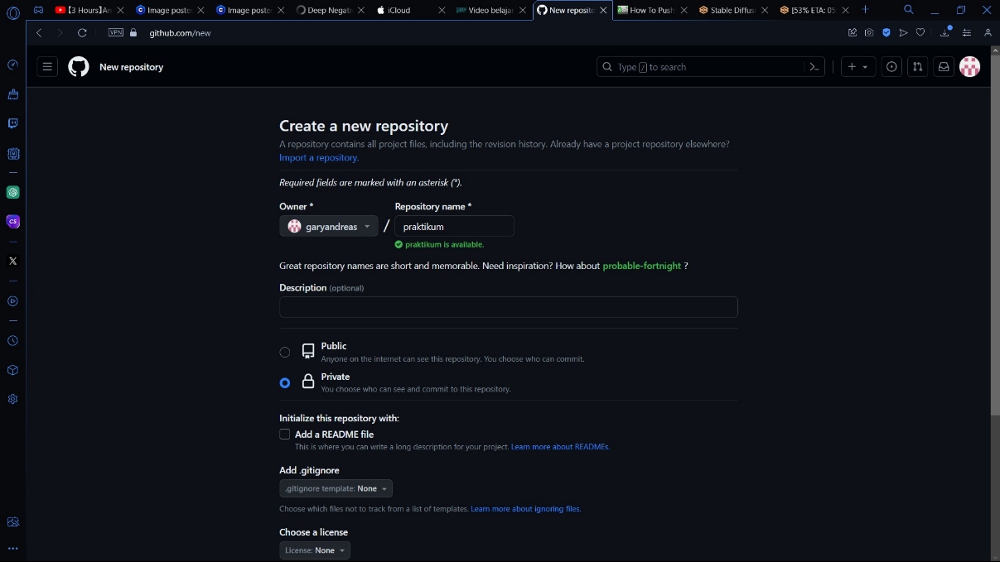 【3 Hours】An
Image poste
Image poste
Deep Negati
iCloud
Video belajar
New reposito
How To Push
Stable Diffus
[53% ETA: 05
VPN
github.com/new
New repository
Type / to search
Create a new repository
A repository contains all project files, including the revision history. Already have a project repository elsewhere?
Import a repository.
Required fields are marked with an asterisk (*).
Owner *
Repository name *
garyandreas
/
praktikum
praktikum is available.
Great repository names are short and memorable. Need inspiration? How about probable-fortnight ?
Description (optional)
Public
Anyone on the internet can see this repository. You choose who can commit.
Private
You choose who can see and commit to this repository.
Initialize this repository with:
Add a README file
This is where you can write a long description for your project. Learn more about READMEs.
Add .gitignore
.gitignore template: None
Choose which files not to track from a list of templates. Learn more about ignoring files.
Choose a license
License: None
CS